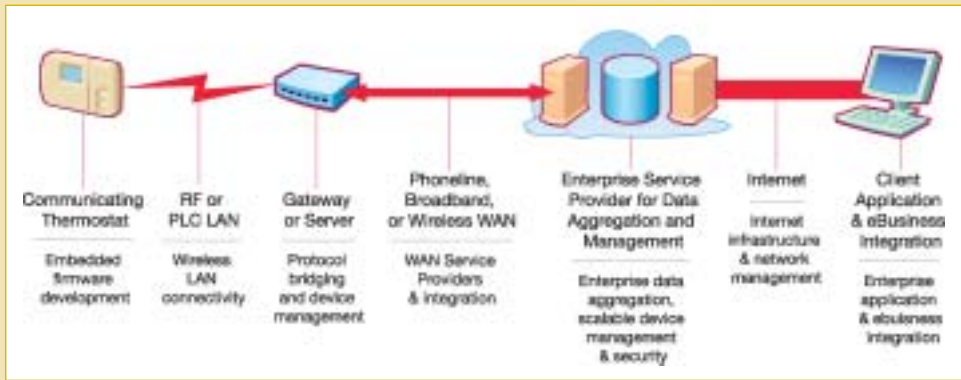 Communicating
Thermostat
Embedded
firmware
development
RF or
PLC LAN
Wireless
LAN
connectivity
Gateway
or Server
Protocol
bridging
and device
management
Phoneline,
Broadband,
or Wireless WAN
WAN Service
Providers
& integration
Enterprise Service
Provider for Data
Aggregation and
Management
Enterprise data
aggregation,
scalable device
management
& security
Internet
Internet
infrastructure
& network
management
Client
Application
& eBusiness
Integration
Enterprise
application
& ebuisness
integration